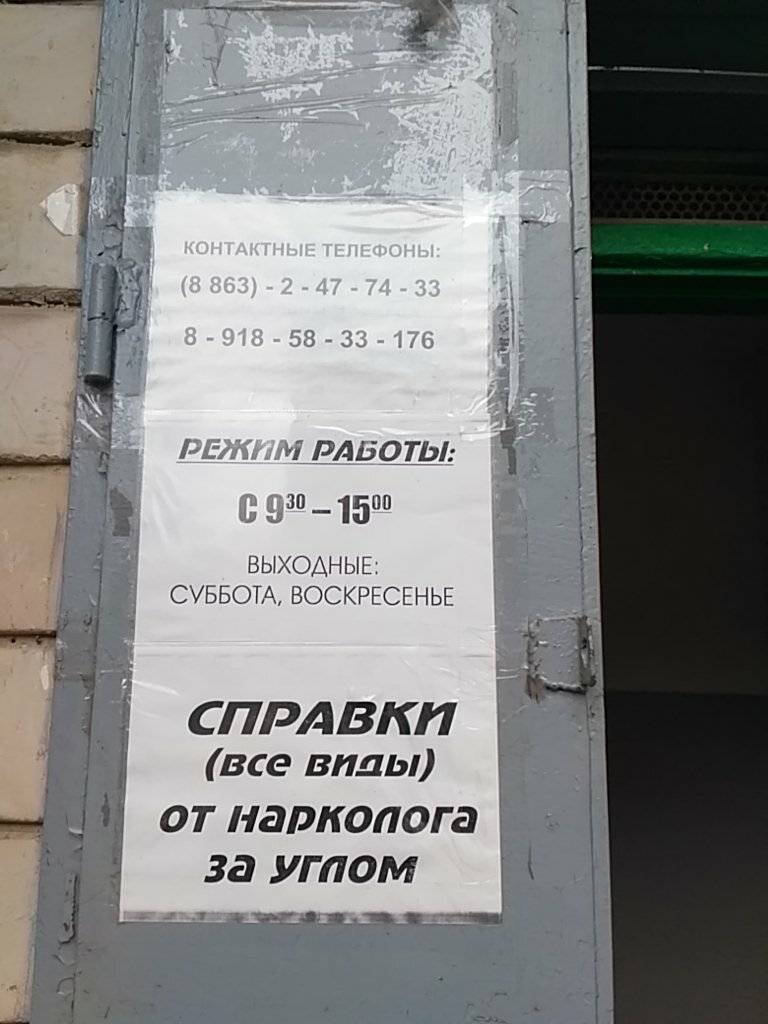 КОНТАКТНЫЕ ТЕЛЕФОНЫ:
(8 863) - 2 - 47 - 74 - 33
8 - 918 - 58 - 33 - 176
РЕЖИМ РАБОТЫ:
С 9³⁰ – 15⁰⁰
ВЫХОДНЫЕ:
СУББОТА, ВОСКРЕСЕНЬЕ
СПРАВКИ
(все виды)
от нарколога
за углом